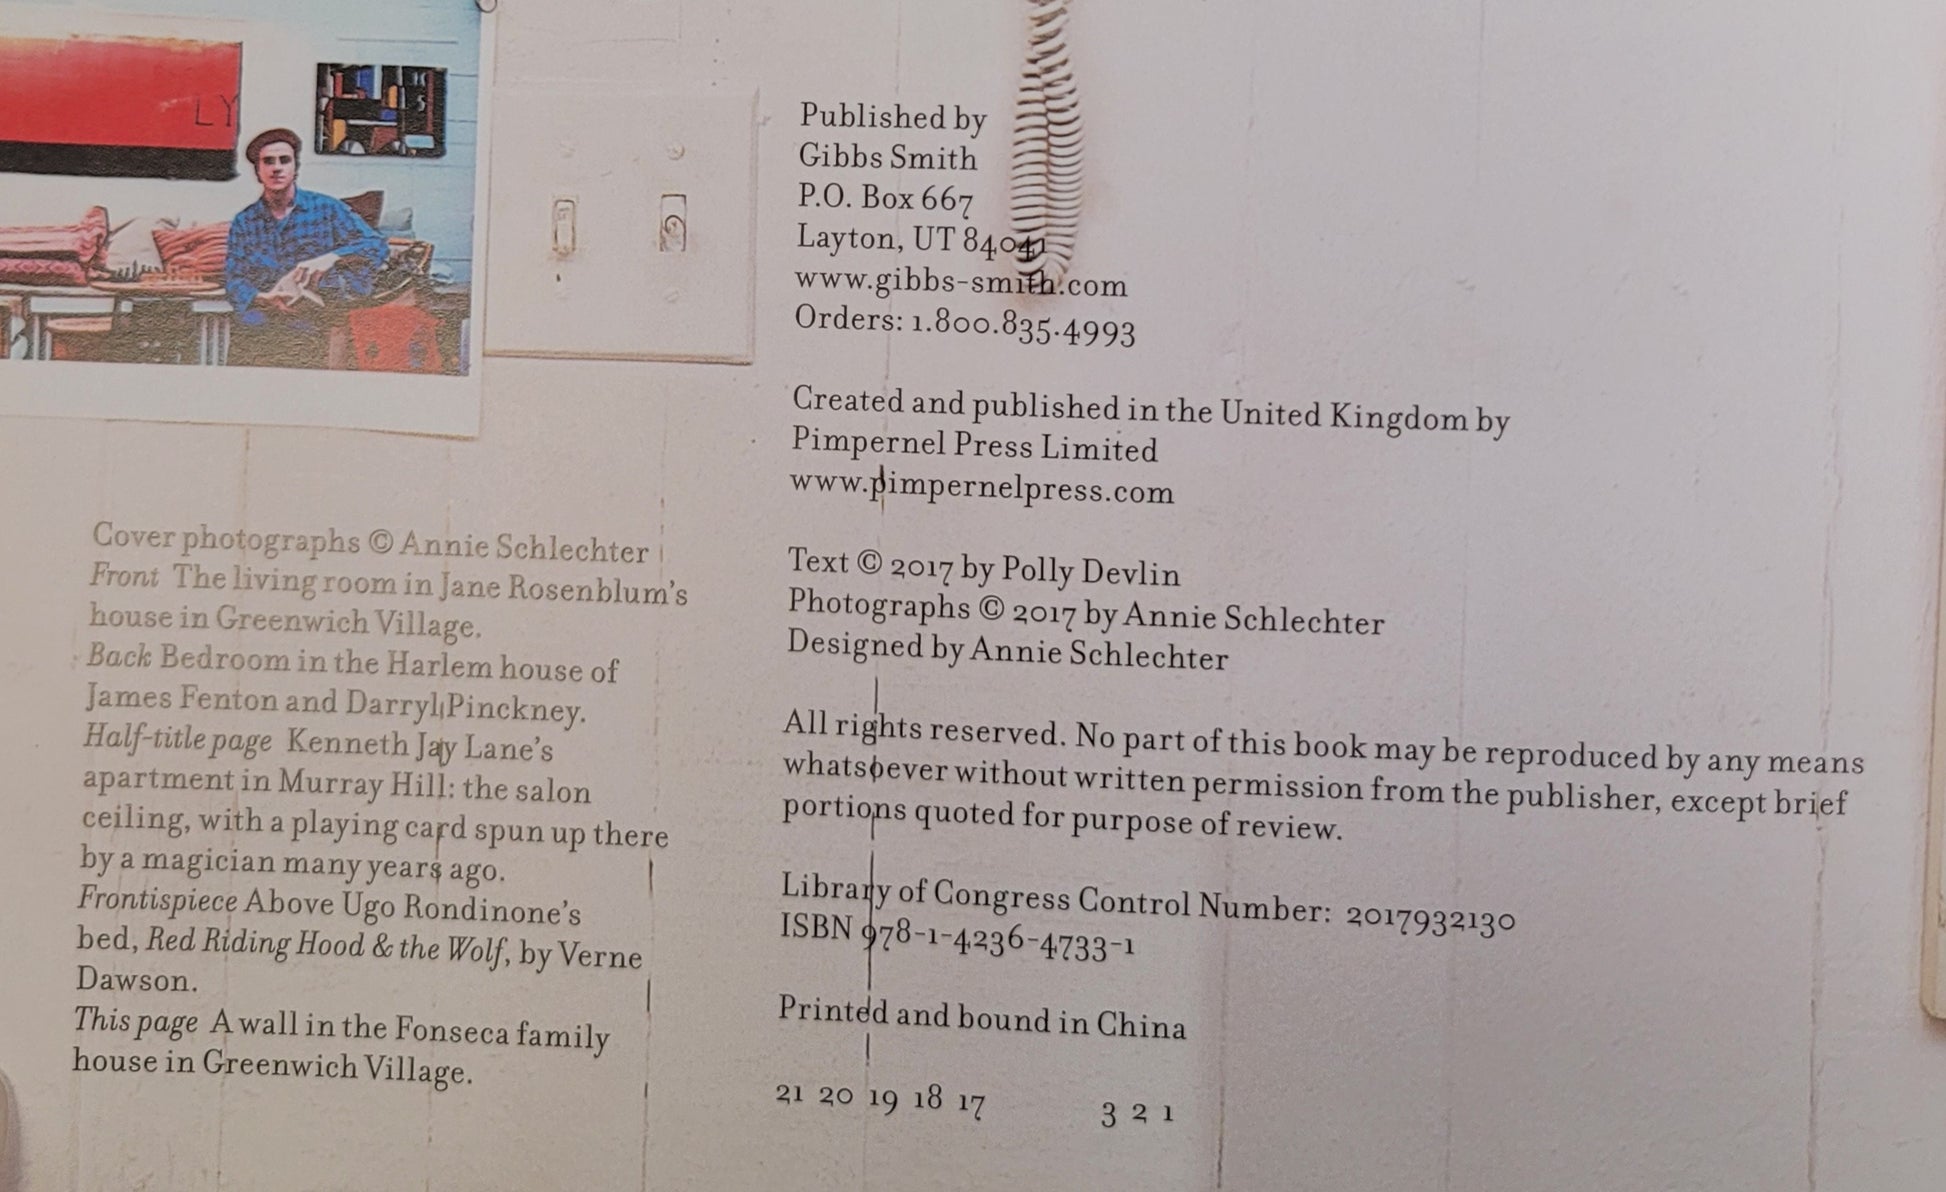 LY
Cover photographs © Annie Schlechter
Front The living room in Jane Rosenblum's
house in Greenwich Village.
Back Bedroom in the Harlem house of
James Fenton and Darryl Pinckney.
Half-title page Kenneth Jay Lane's
apartment in Murray Hill: the salon
ceiling, with a playing card spun up there
by a magician many years ago.
Frontispiece Above Ugo Rondinone's
bed, Red Riding Hood & the Wolf, by Verne
Dawson.
This page A wall in the Fonseca family
house in Greenwich Village.
Published by
Gibbs Smith
P.O. Box 667
Layton, UT 84041
www.gibbs-smith.com
Orders: 1.800.835.4993
Created and published in the United Kingdom by
Pimpernel Press Limited
www.pimpernelpress.com
Text © 2017 by Polly Devlin
Photographs © 2017 by Annie Schlechter
Designed by Annie Schlechter
All rights reserved. No part of this book may be reproduced by any means
whatsoever without written permission from the publisher, except brief
portions quoted for purpose of review.
Library of Congress Control Number: 2017932130
ISBN 978-1-4236-4733-1
Printed and bound in China
21 20 19 18 17 3 2 1